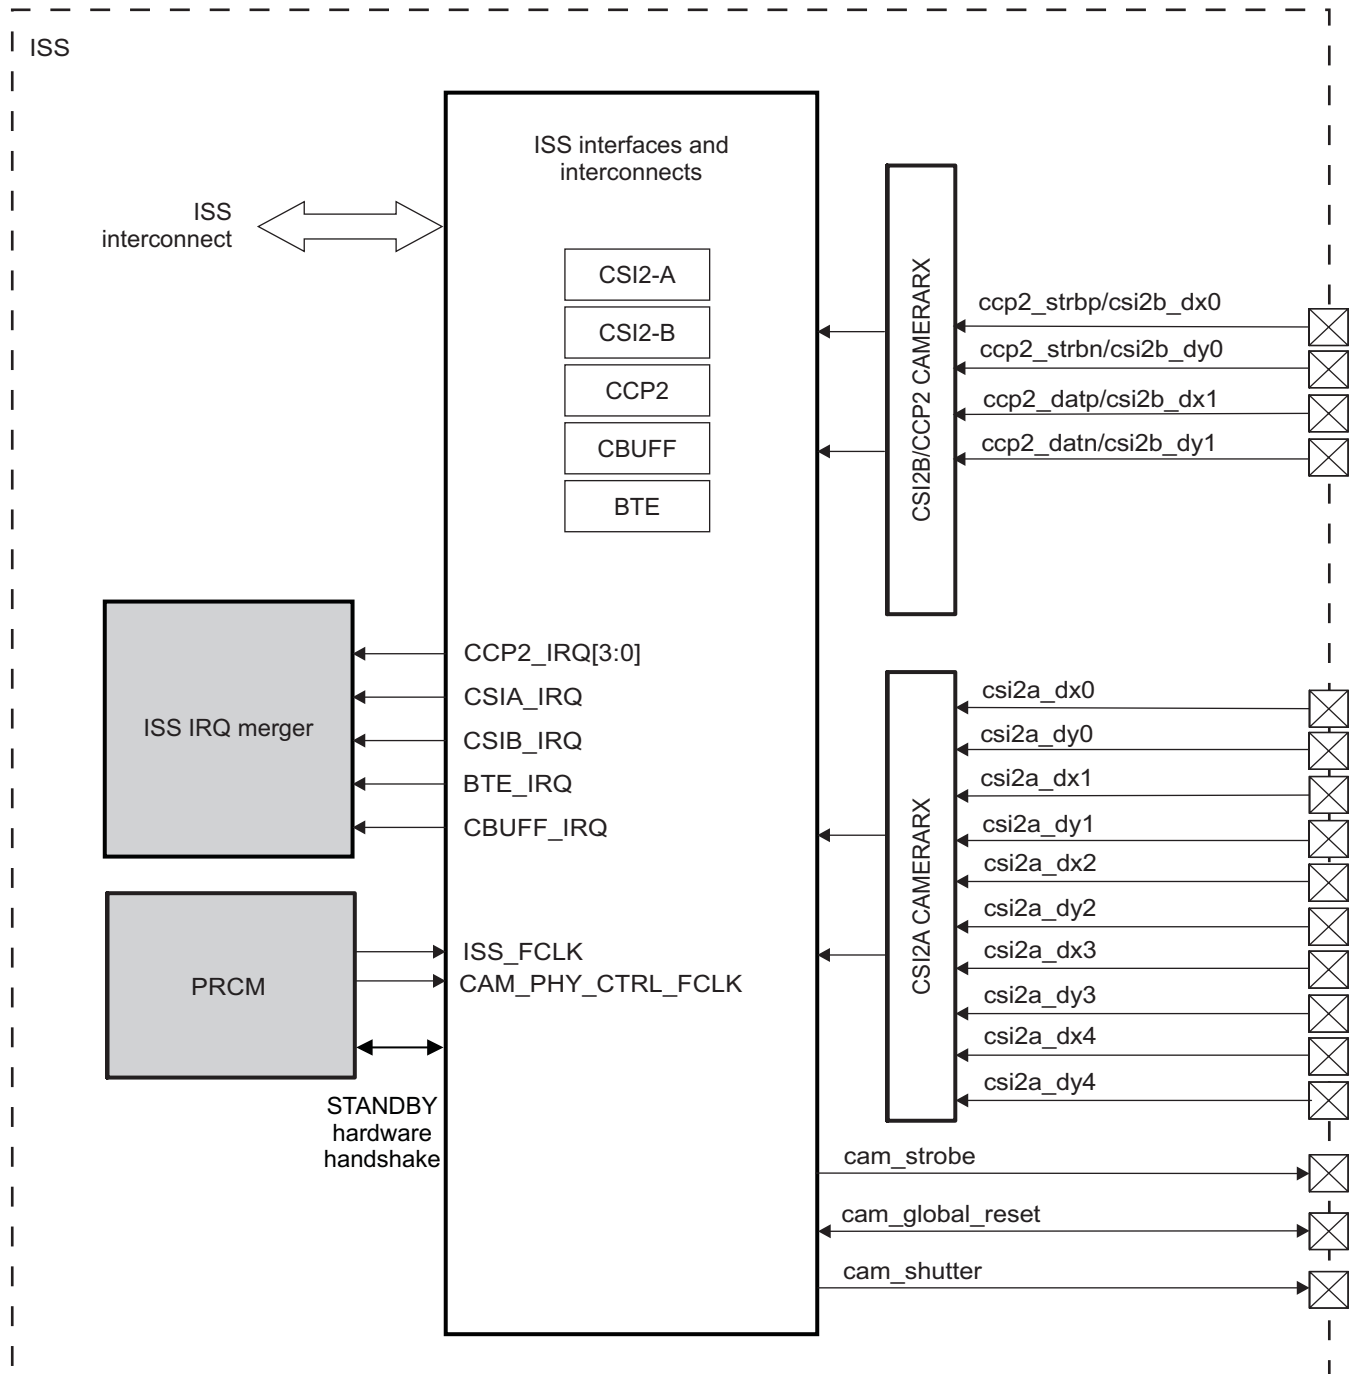 ISS
ISS interfaces and
interconnects
ISS
interconnect
CSI2-A
CSI2-B
CCP2
CBUFF
BTE
CSI2B/CCP2 CAMERARX
ccp2_strbp/csi2b_dx0
ccp2_strbn/csi2b_dy0
ccp2_datp/csi2b_dx1
ccp2_datn/csi2b_dy1
ISS IRQ merger
CCP2_IRQ[3:0]
CSIA_IRQ
CSIB_IRQ
BTE_IRQ
CBUFF_IRQ
CSI2A CAMERARX
csi2a_dx0
csi2a_dy0
csi2a_dx1
csi2a_dy1
csi2a_dx2
csi2a_dy2
csi2a_dx3
csi2a_dy3
csi2a_dx4
csi2a_dy4
PRCM
ISS_FCLK
CAM_PHY_CTRL_FCLK
STANDBY
hardware
handshake
cam_strobe
cam_global_reset
cam_shutter